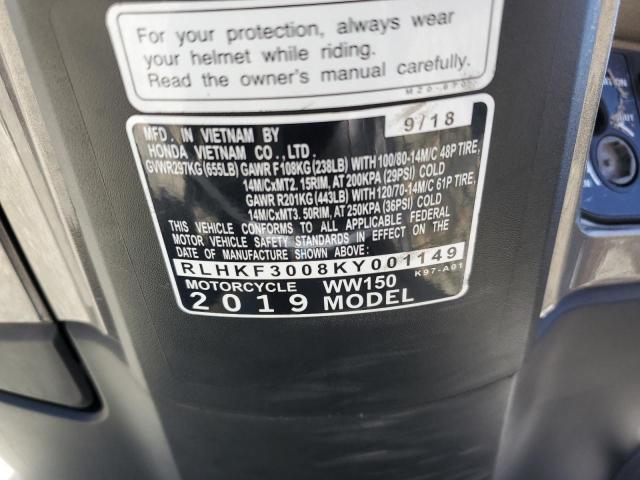 For your protection, always wear
your helmet while riding.
Read the owner's manual carefully.
9/18
MFD. IN VIETNAM BY
HONDA VIETNAM CO., LTD.
GVWR297KG (655LB) GAWR F108KG (238LB) WITH 100/80-14M/C 48P TIRE,
14M/CxMT2. 15RIM, AT 200KPA (29PSI) COLD
GAWR R201KG (443LB) WITH 120/70-14M/C 61P TIRE,
14M/CxMT3. 50RIM, AT 250KPA (36PSI) COLD
THIS VEHICLE CONFORMS TO ALL APPLICABLE FEDERAL
MOTOR VEHICLE SAFETY STANDARDS IN EFFECT ON THE
DATE OF MANUFACTURE SHOWN ABOVE:
RLHKF3008KY001149
K97-A01
MOTORCYCLE WW150
2019 MODEL